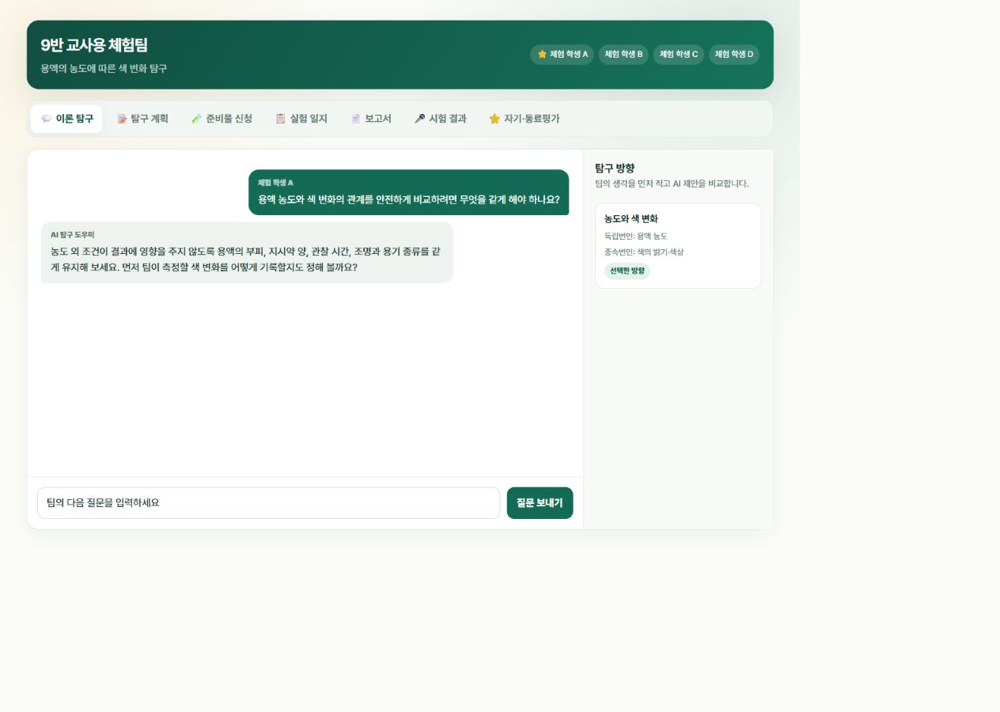 9반 교사용 체험팀
용액의 농도에 따른 색 변화 탐구
체험 학생 A
체험 학생 B
체험 학생 C
체험 학생 D
이론 탐구
탐구 계획
준비물 신청
실험 일지
보고서
시험 결과
자기·동료평가
체험 학생 A
용액 농도와 색 변화의 관계를 안전하게 비교하려면 무엇을 같게 해야 하나요?
AI 탐구 도우미
농도 외 조건이 결과에 영향을 주지 않도록 용액의 부피, 지시약 양, 관찰 시간, 조명과 용기 종류를 같
게 유지해 보세요. 먼저 팀이 측정할 색 변화를 어떻게 기록할지도 정해 볼까요?
팀의 다음 질문을 입력하세요
질문 보내기
탐구 방향
팀의 생각을 먼저 적고 AI 제안을 비교합니다.
농도와 색 변화
독립변인: 용액 농도
종속변인: 색의 밝기·색상
선택한 방향